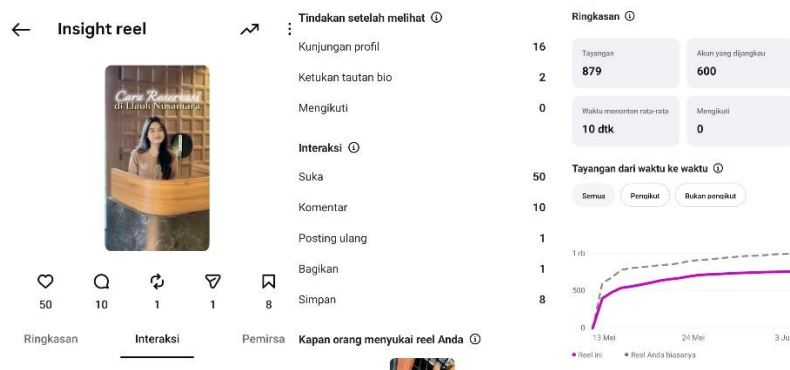 Insight reel
Cara Reservasi
di Llauk Nusantara
50
10
1
1
8
Ringkasan
Interaksi
Pemirsa
Tindakan setelah melihat
Kunjungan profil 16
Ketukan tautan bio 2
Mengikuti 0
Interaksi
Suka 50
Komentar 10
Posting ulang 1
Bagikan 1
Simpan 8
Kapan orang menyukai reel Anda
Ringkasan
Tayangan
879
Akun yang dijangkau
600
Waktu menonton rata-rata
10 dtk
Mengikuti
0
Tayangan dari waktu ke waktu
Semua
Pengikut
Bukan pengikut
1 rb
500
0
13 Mei
24 Mei
3 Ju
Reel ini
Reel Anda biasanya